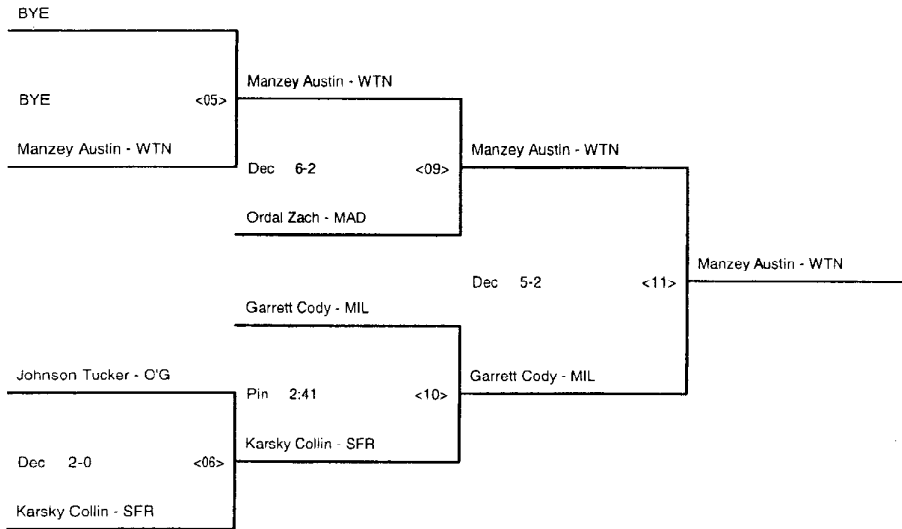 BYE
Manzey Austin - WTN
BYE <05>
Manzey Austin - WTN
Manzey Austin - WTN
Dec 6-2 <09>
Ordal Zach - MAD
Manzey Austin - WTN
Dec 5-2 <11>
Garrett Cody - MIL
Johnson Tucker - O'G
Garrett Cody - MIL
Pin 2:41 <10>
Karsky Collin - SFR
Dec 2-0 <06>
Karsky Collin - SFR